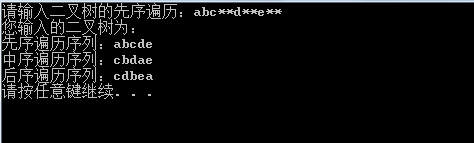 请输入二叉树的先序遍历：abc**d**e**
您输入的二叉树为：
先序遍历序列：abcde
中序遍历序列：cbdae
后序遍历序列：cdbea
请按任意键继续. . .